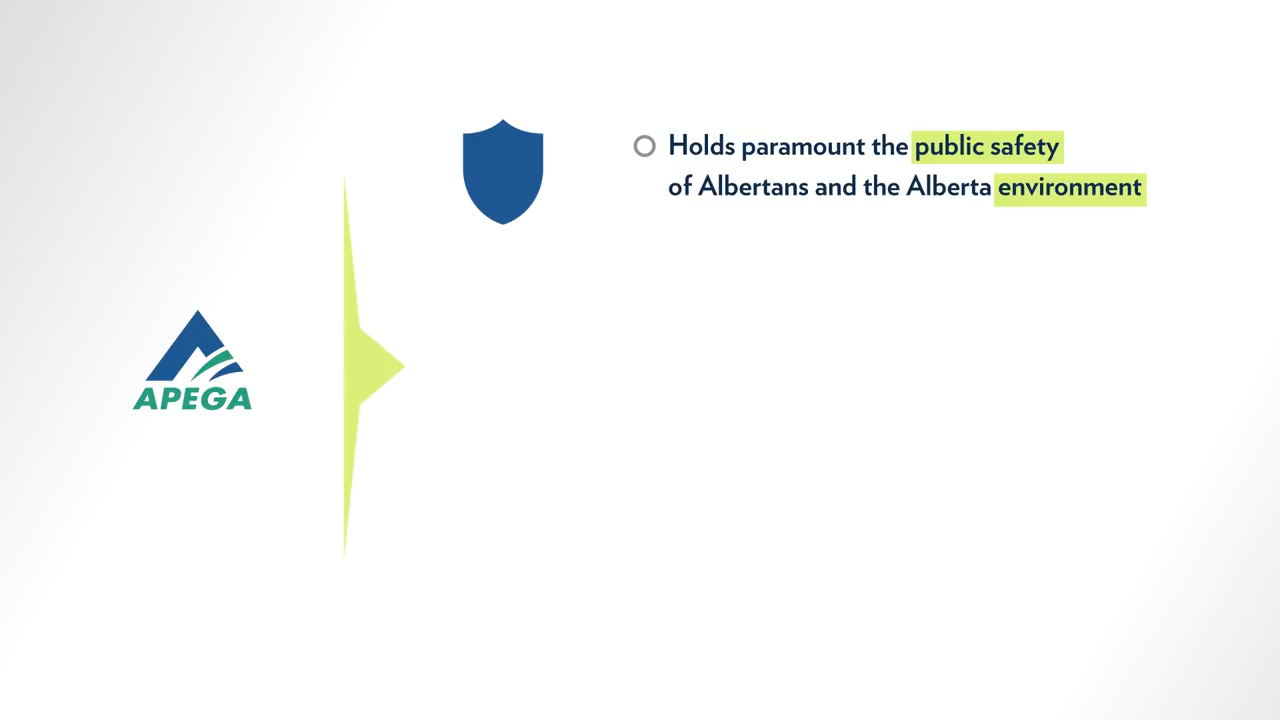 Holds paramount the public safety
of Albertans and the Alberta environment
APEGA